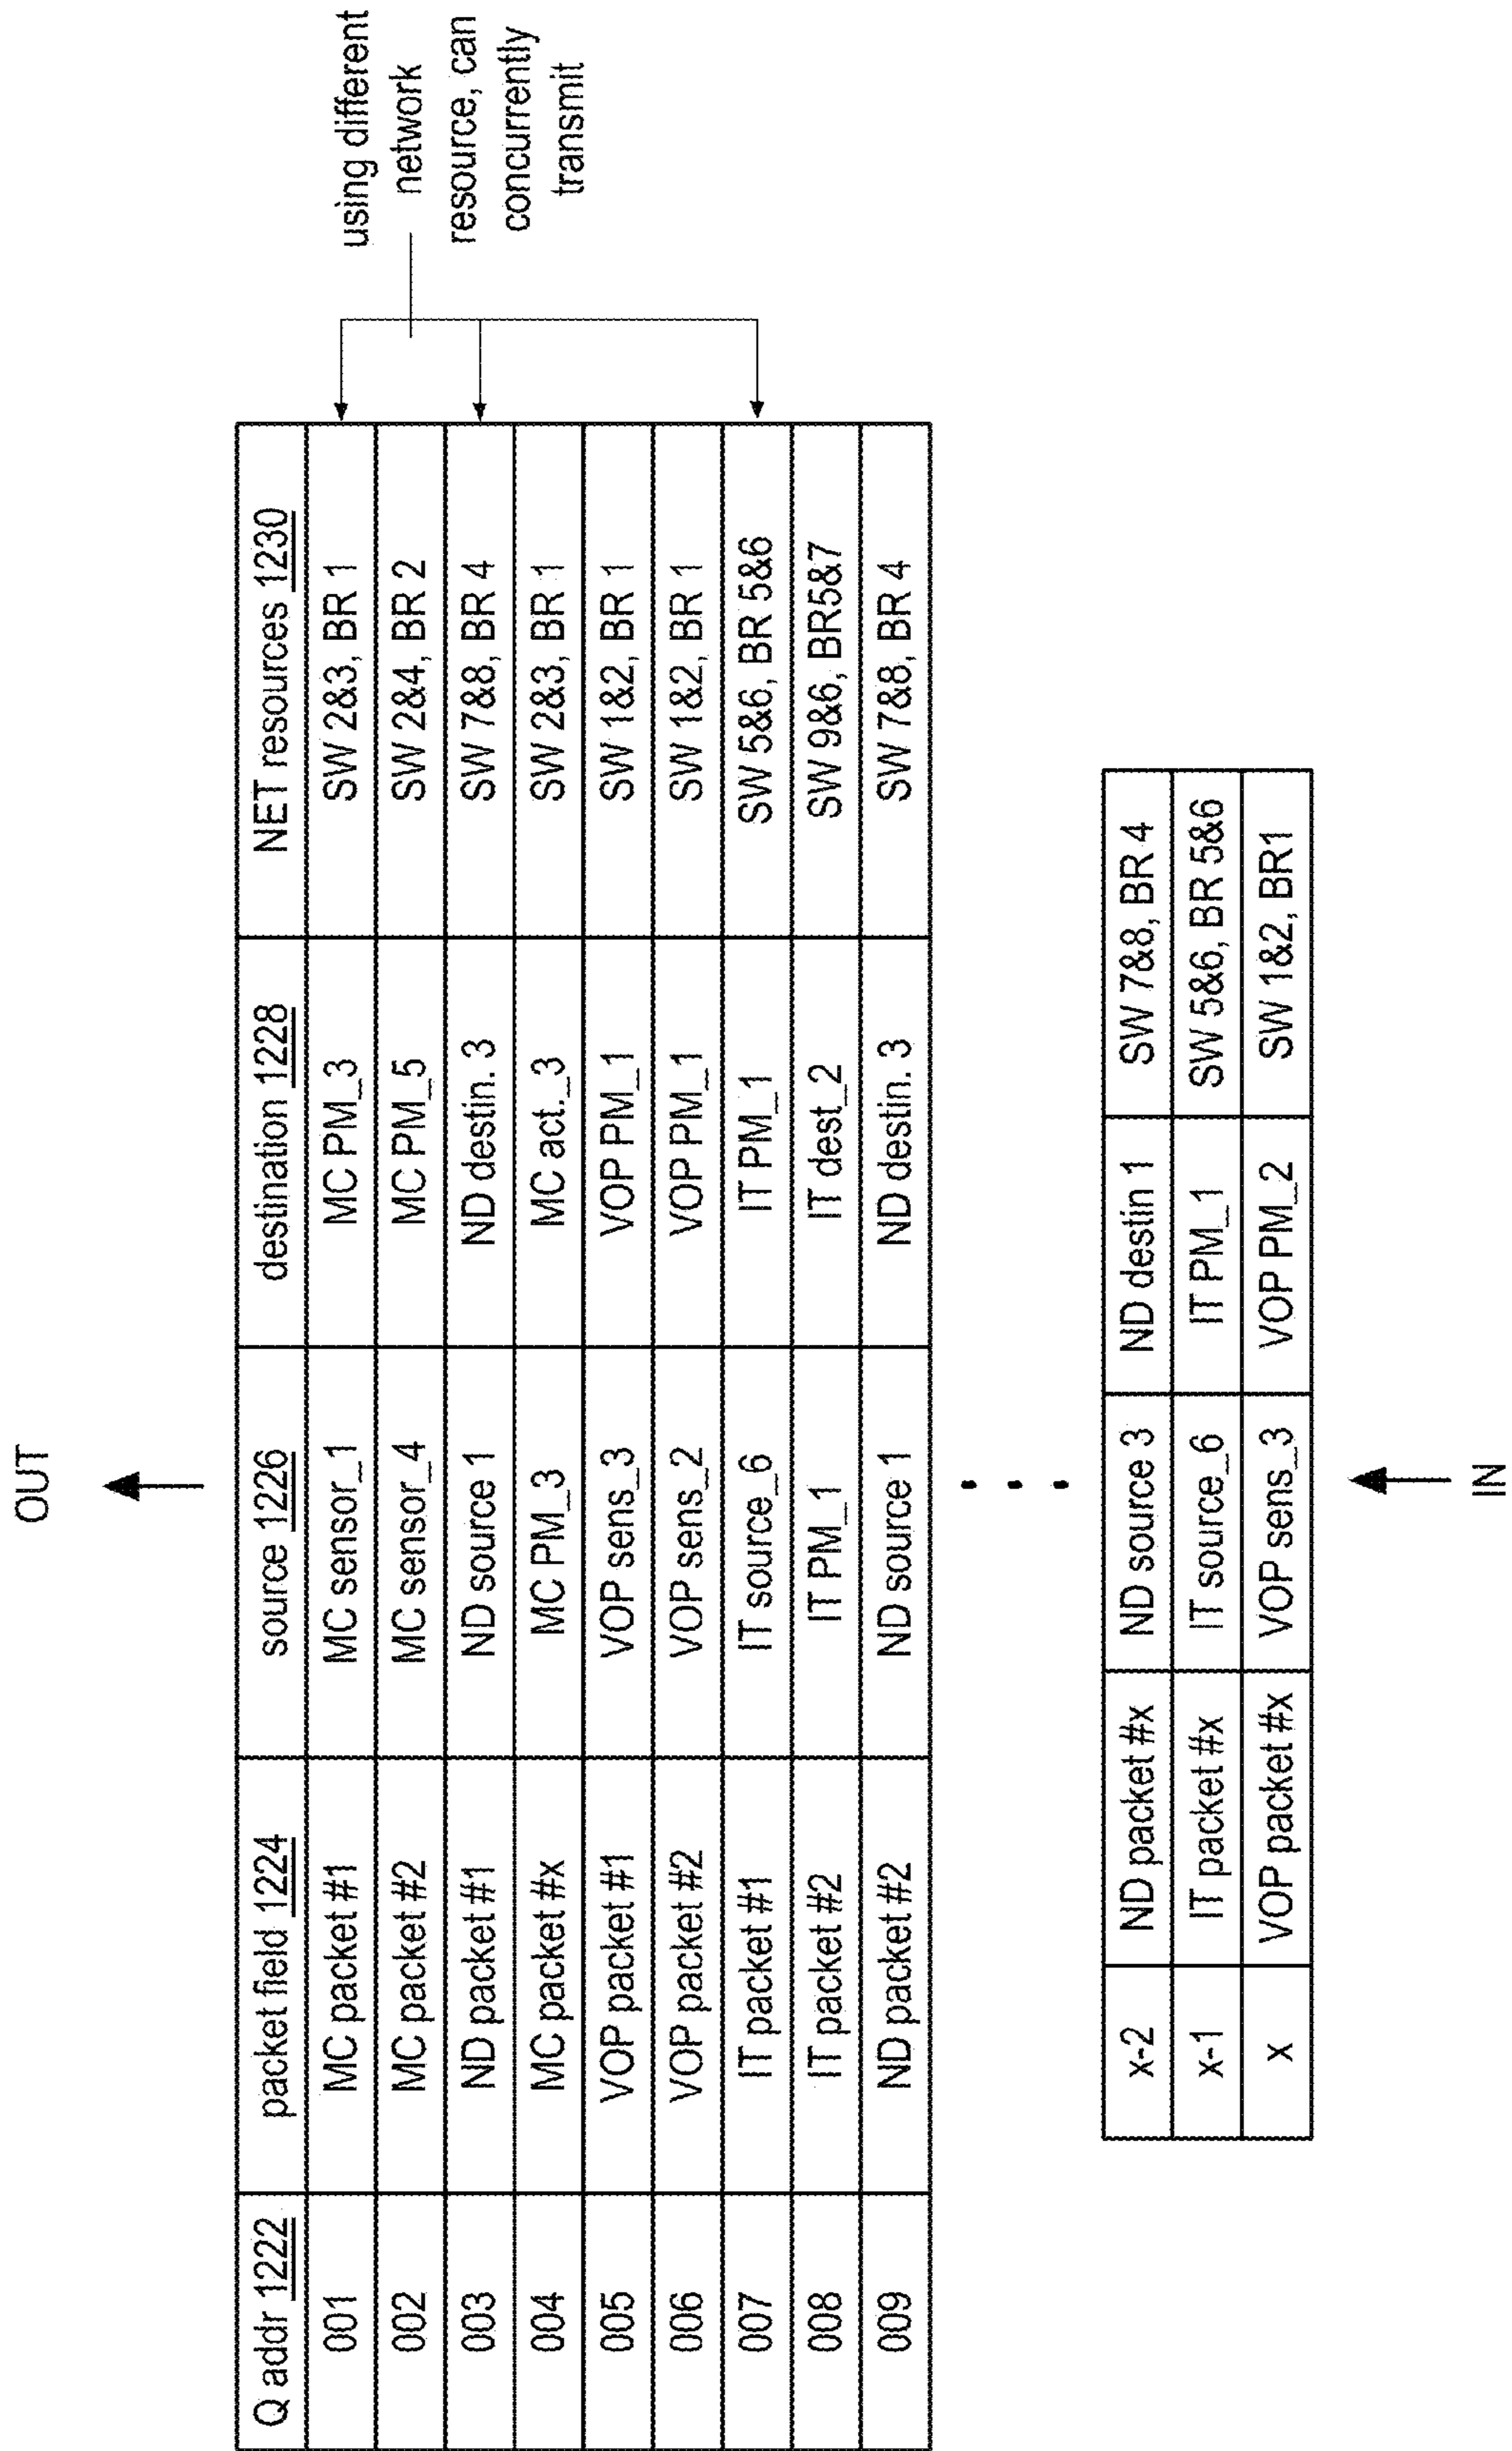 OUT
Q addr 1222 packet field 1224 source 1226 destination 1228 NET resources 1230
001 MC packet #1 MC sensor_1 MC PM_3 SW 2&3, BR 1
002 MC packet #2 MC sensor_4 MC PM_5 SW 2&4, BR 2
003 ND packet #1 ND source 1 ND destin. 3 SW 7&8, BR 4
004 MC packet #x MC PM_3 MC act._3 SW 2&3, BR 1
005 VOP packet #1 VOP sens_3 VOP PM_1 SW 1&2, BR 1
006 VOP packet #2 VOP sens_2 VOP PM_1 SW 1&2, BR 1
007 IT packet #1 IT source_6 IT PM_1 SW 5&6, BR 5&6
008 IT packet #2 IT PM_1 IT dest_2 SW 9&6, BR5&7
009 ND packet #2 ND source 1 ND destin. 3 SW 7&8, BR 4
using different
network
resource, can
concurrently
transmit
x-2 ND packet #x ND source 3 ND destin 1 SW 7&8, BR 4
x-1 IT packet #x IT source_6 IT PM_1 SW 5&6, BR 5&6
x VOP packet #x VOP sens_3 VOP PM_2 SW 1&2, BR1
IN